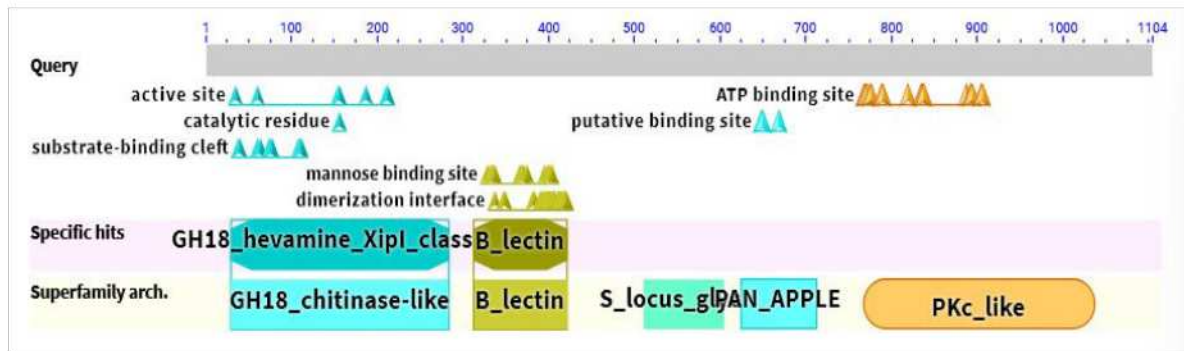 1 100 200 300 400 500 600 700 800 900 1000 1104
Query
active site
ATP binding site
catalytic residue
putative binding site
substrate-binding cleft
mannose binding site
dimerization interface
Specific hits
GH18_hevamine_XipI_class
B_lectin
Superfamily arch.
GH18_chitinase-like
B_lectin
S_locus_glyc
PAN_APPLE
PKc_like